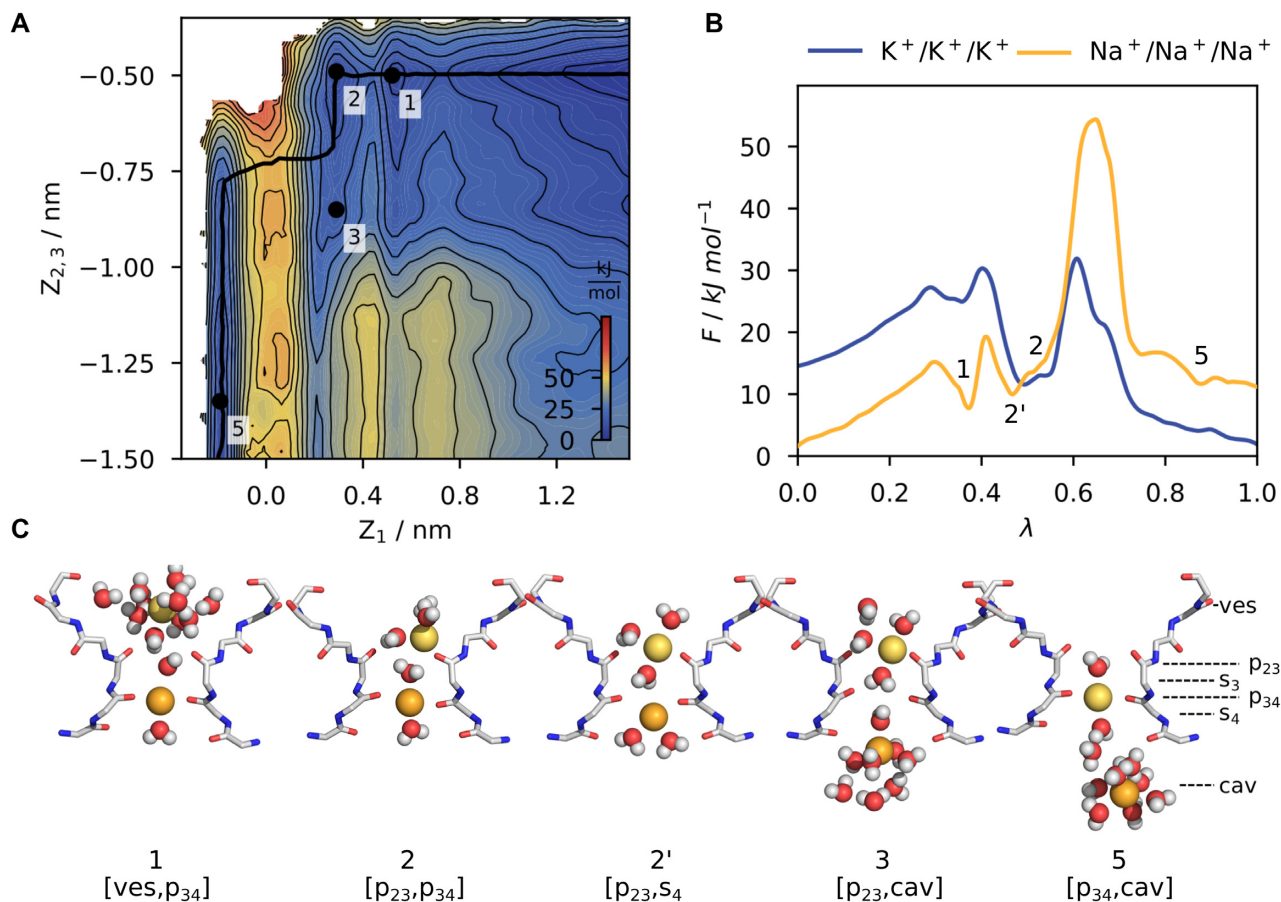 A
Z2, 3 / nm
−0.50
−0.75
−1.00
−1.25
−1.50
2
1
3
5
kJ
mol
50
25
0
0.0
0.4
0.8
1.2
Z1 / nm
B
K+/K+/K+
Na+/Na+/Na+
F / kJ mol−1
50
40
30
20
10
0
1
2
2'
5
0.0
0.2
0.4
0.6
0.8
1.0
λ
C
ves
p23
s3
p34
s4
cav
1
[ves,p34]
2
[p23,p34]
2'
[p23,s4]
3
[p23,cav]
5
[p34,cav]